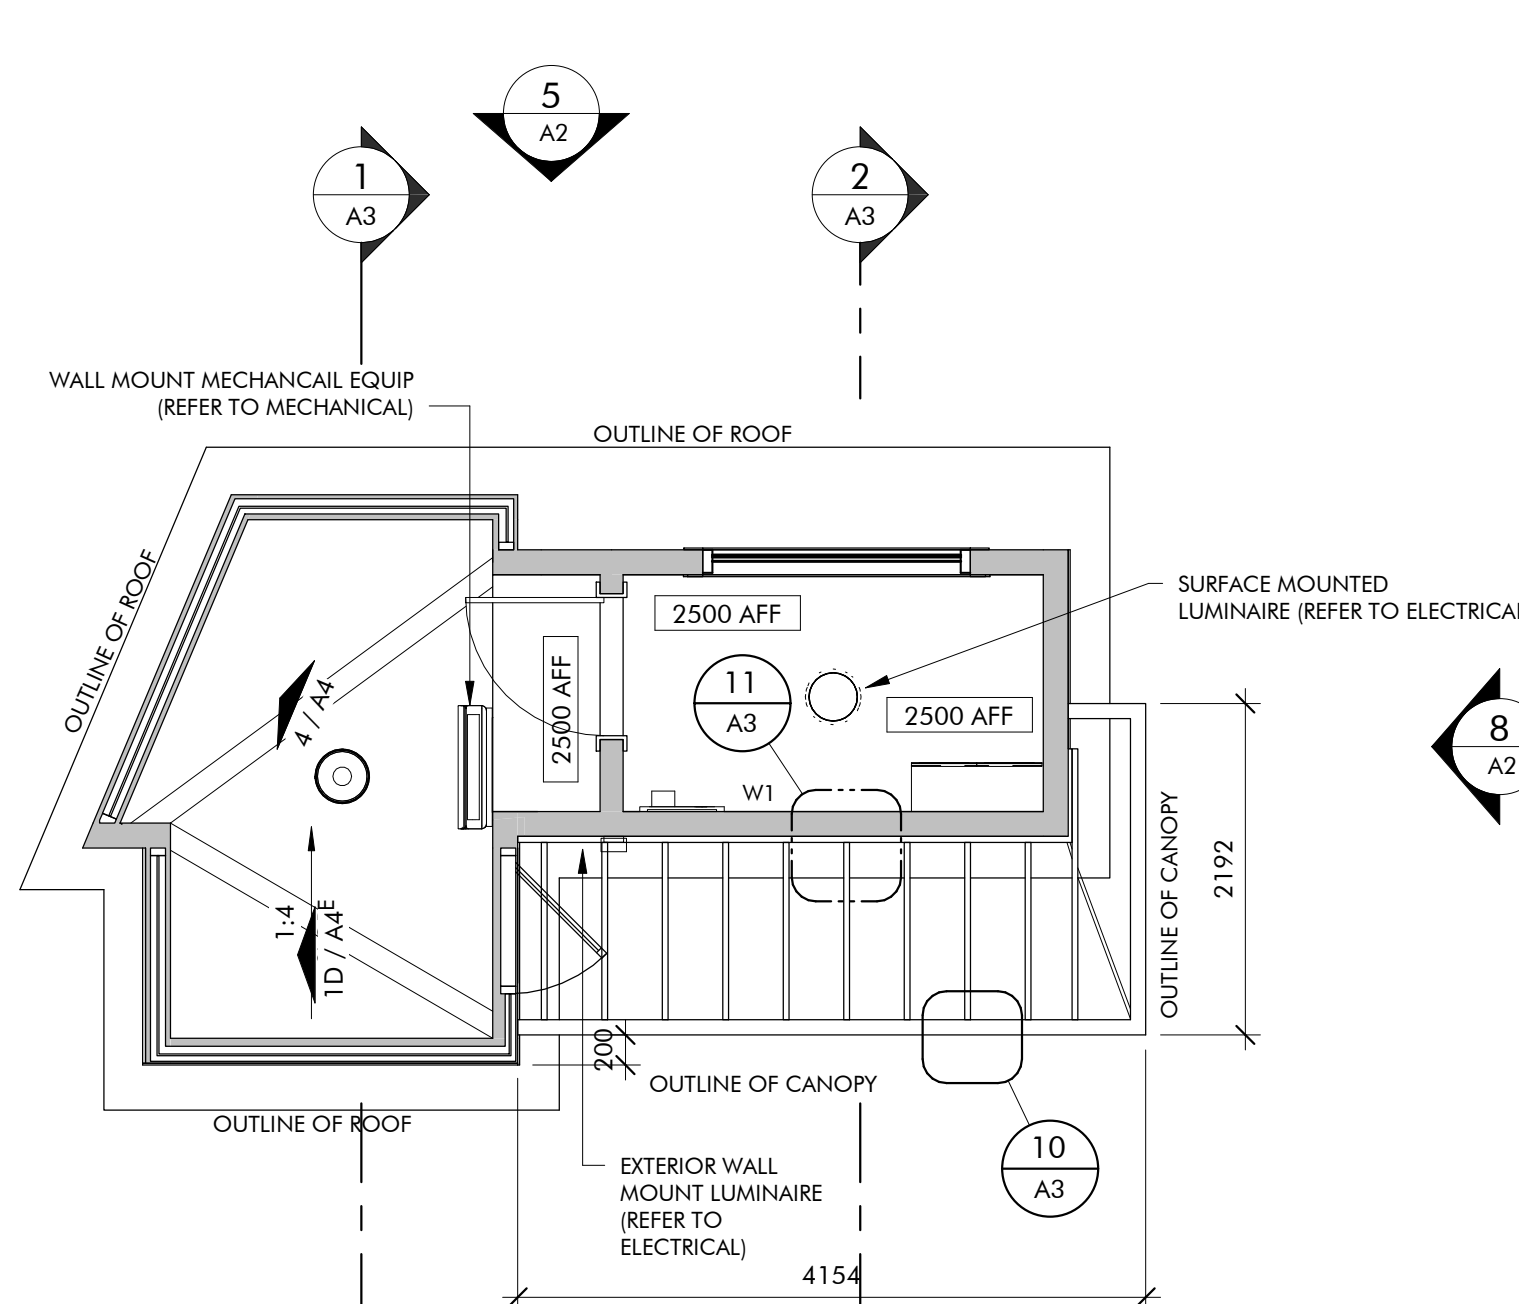 5
A2
1
A3
2
A3
WALL MOUNT MECHANCAIL EQUIP
(REFER TO MECHANICAL)
OUTLINE OF ROOF
OUTLINE OF ROOF
SURFACE MOUNTED
LUMINAIRE (REFER TO ELECTRICAL
2500 AFF
2500 AFF
2500 AFF
11
A3
4 / A4
8
A2
W1
OUTLINE OF CANOPY
2192
1:4
1D / A4
E
200
OUTLINE OF CANOPY
OUTLINE OF ROOF
10
A3
EXTERIOR WALL
MOUNT LUMINAIRE
(REFER TO
ELECTRICAL)
4154